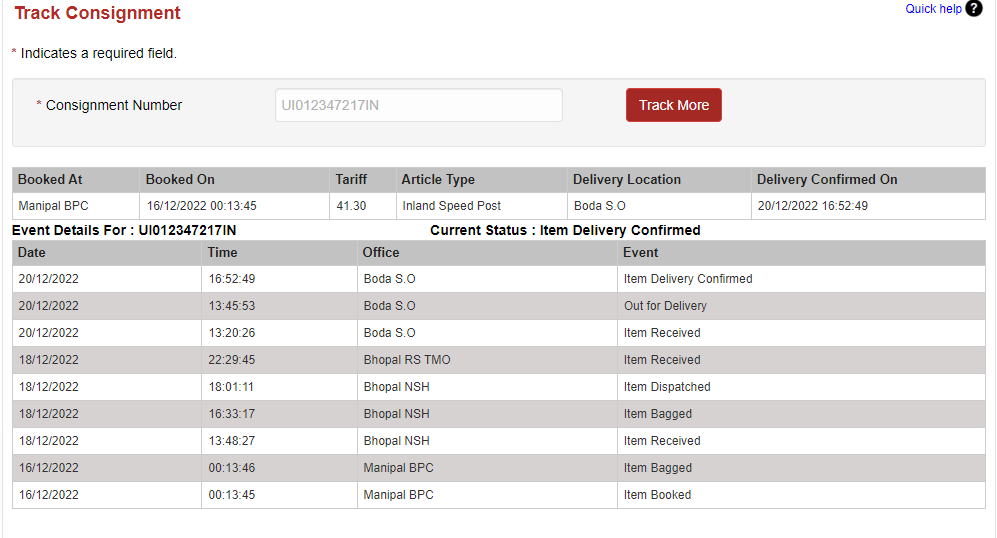 Track Consignment
Quick help ?
* Indicates a required field.
* Consignment Number UI012347217IN Track More
Booked At Booked On Tariff Article Type Delivery Location Delivery Confirmed On
Manipal BPC 16/12/2022 00:13:45 41.30 Inland Speed Post Boda S.O 20/12/2022 16:52:49
Event Details For : UI012347217IN Current Status : Item Delivery Confirmed
Date Time Office Event
20/12/2022 16:52:49 Boda S.O Item Delivery Confirmed
20/12/2022 13:45:53 Boda S.O Out for Delivery
20/12/2022 13:20:26 Boda S.O Item Received
18/12/2022 22:29:45 Bhopal RS TMO Item Received
18/12/2022 18:01:11 Bhopal NSH Item Dispatched
18/12/2022 16:33:17 Bhopal NSH Item Bagged
18/12/2022 13:48:27 Bhopal NSH Item Received
16/12/2022 00:13:46 Manipal BPC Item Bagged
16/12/2022 00:13:45 Manipal BPC Item Booked